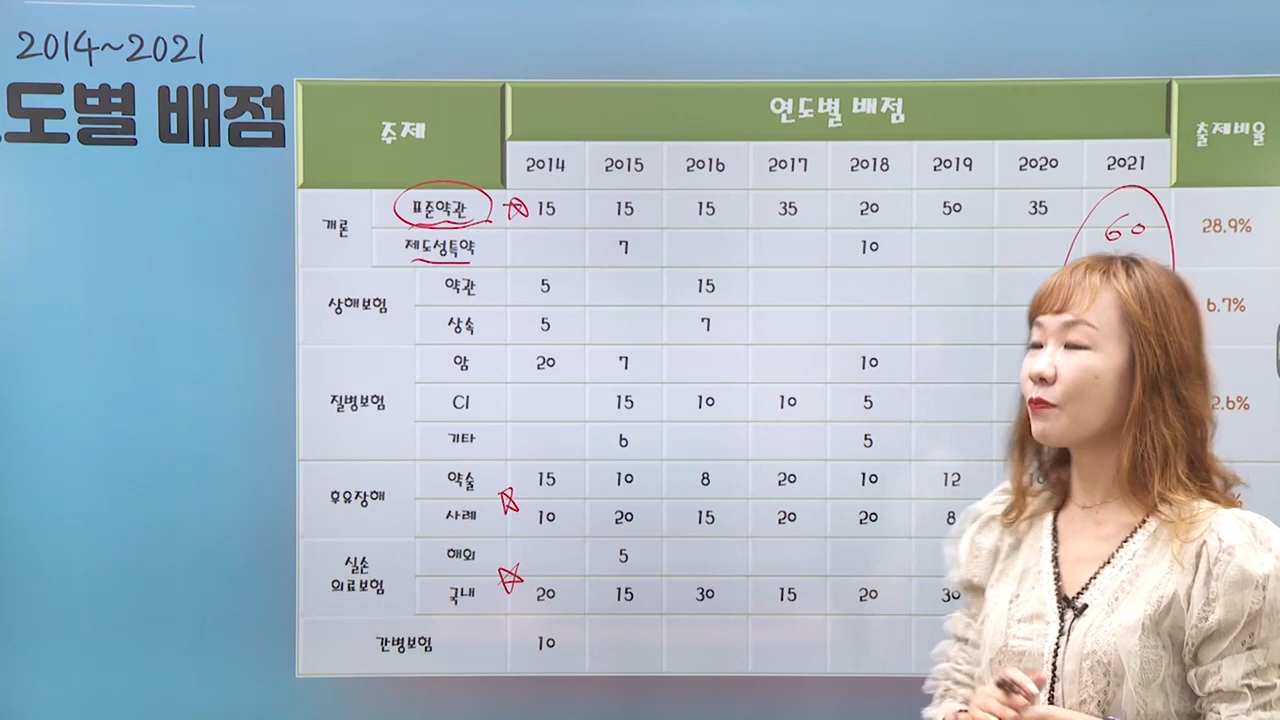 2014~2021
도별 배점
주제 연도별 배점 출제비율
2014 2015 2016 2017 2018 2019 2020 2021
개론 표준약관 15 15 15 35 20 50 35 60 28.9%
제도성특약 7 10
상해보험 약관 5 15 6.7%
상속 5 7
질병보험 암 20 7 10
CI 15 10 10 5 2.6%
기타 6 5
후유장해 약술 15 10 8 20 10 12 %
사례 10 20 15 20 20 8
실손
의료보험 해외 5
국내 20 15 30 15 20 30
간병보험 10